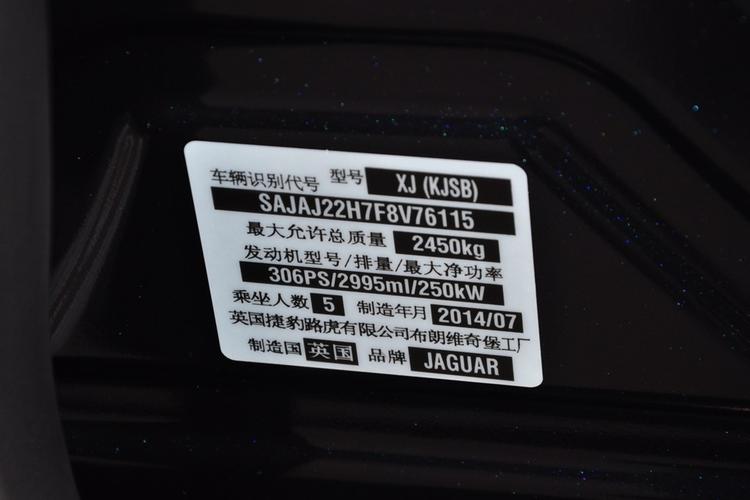 型号 XJ (KJSB)
车辆识别代号
SAJAJ22H7F8V76115
最大允许总质量 2450kg
发动机型号/排量/最大净功率
306PS/2995ml/250kW
乘坐人数 5 制造年月 2014/07
英国捷豹路虎有限公司布朗维奇堡工厂
制造国 英国 品牌 JAGUAR